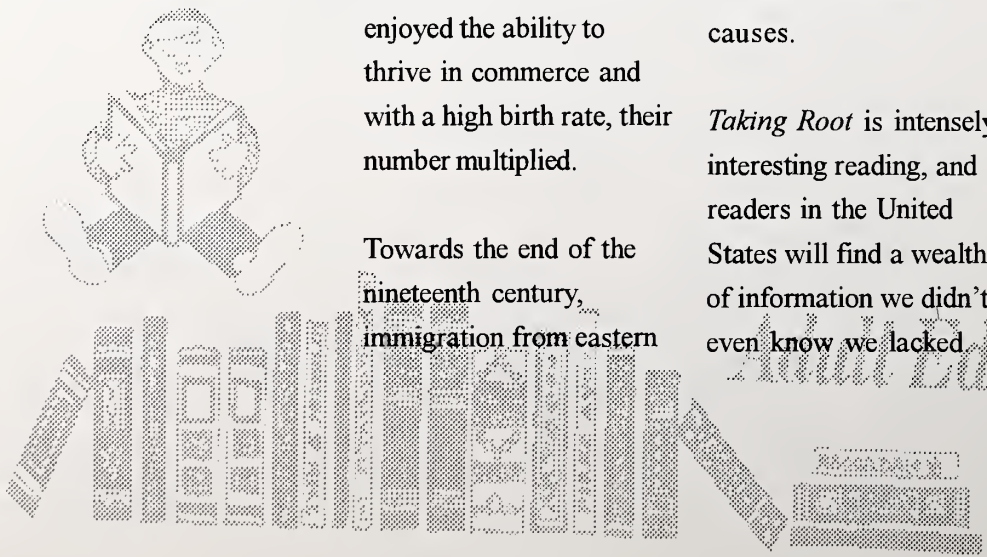 enjoyed the ability to
thrive in commerce and
with a high birth rate, their
number multiplied.
Towards the end of the
nineteenth century,
immigration from eastern
causes.
Taking Root is intensely
interesting reading, and
readers in the United
States will find a wealth
of information we didn't
even know we lacked.
Adult Ed